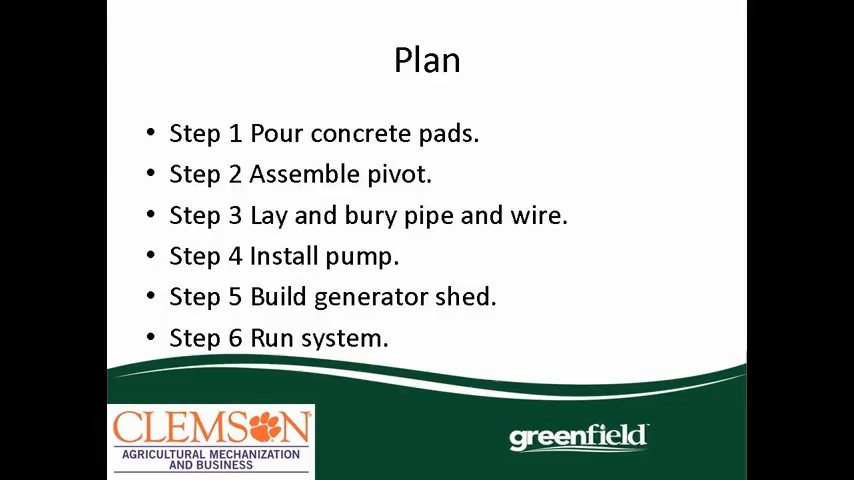 Plan
• Step 1 Pour concrete pads.
• Step 2 Assemble pivot.
• Step 3 Lay and bury pipe and wire.
• Step 4 Install pump.
• Step 5 Build generator shed.
• Step 6 Run system.
CLEMSON
AGRICULTURAL MECHANIZATION
AND BUSINESS
greenfield™